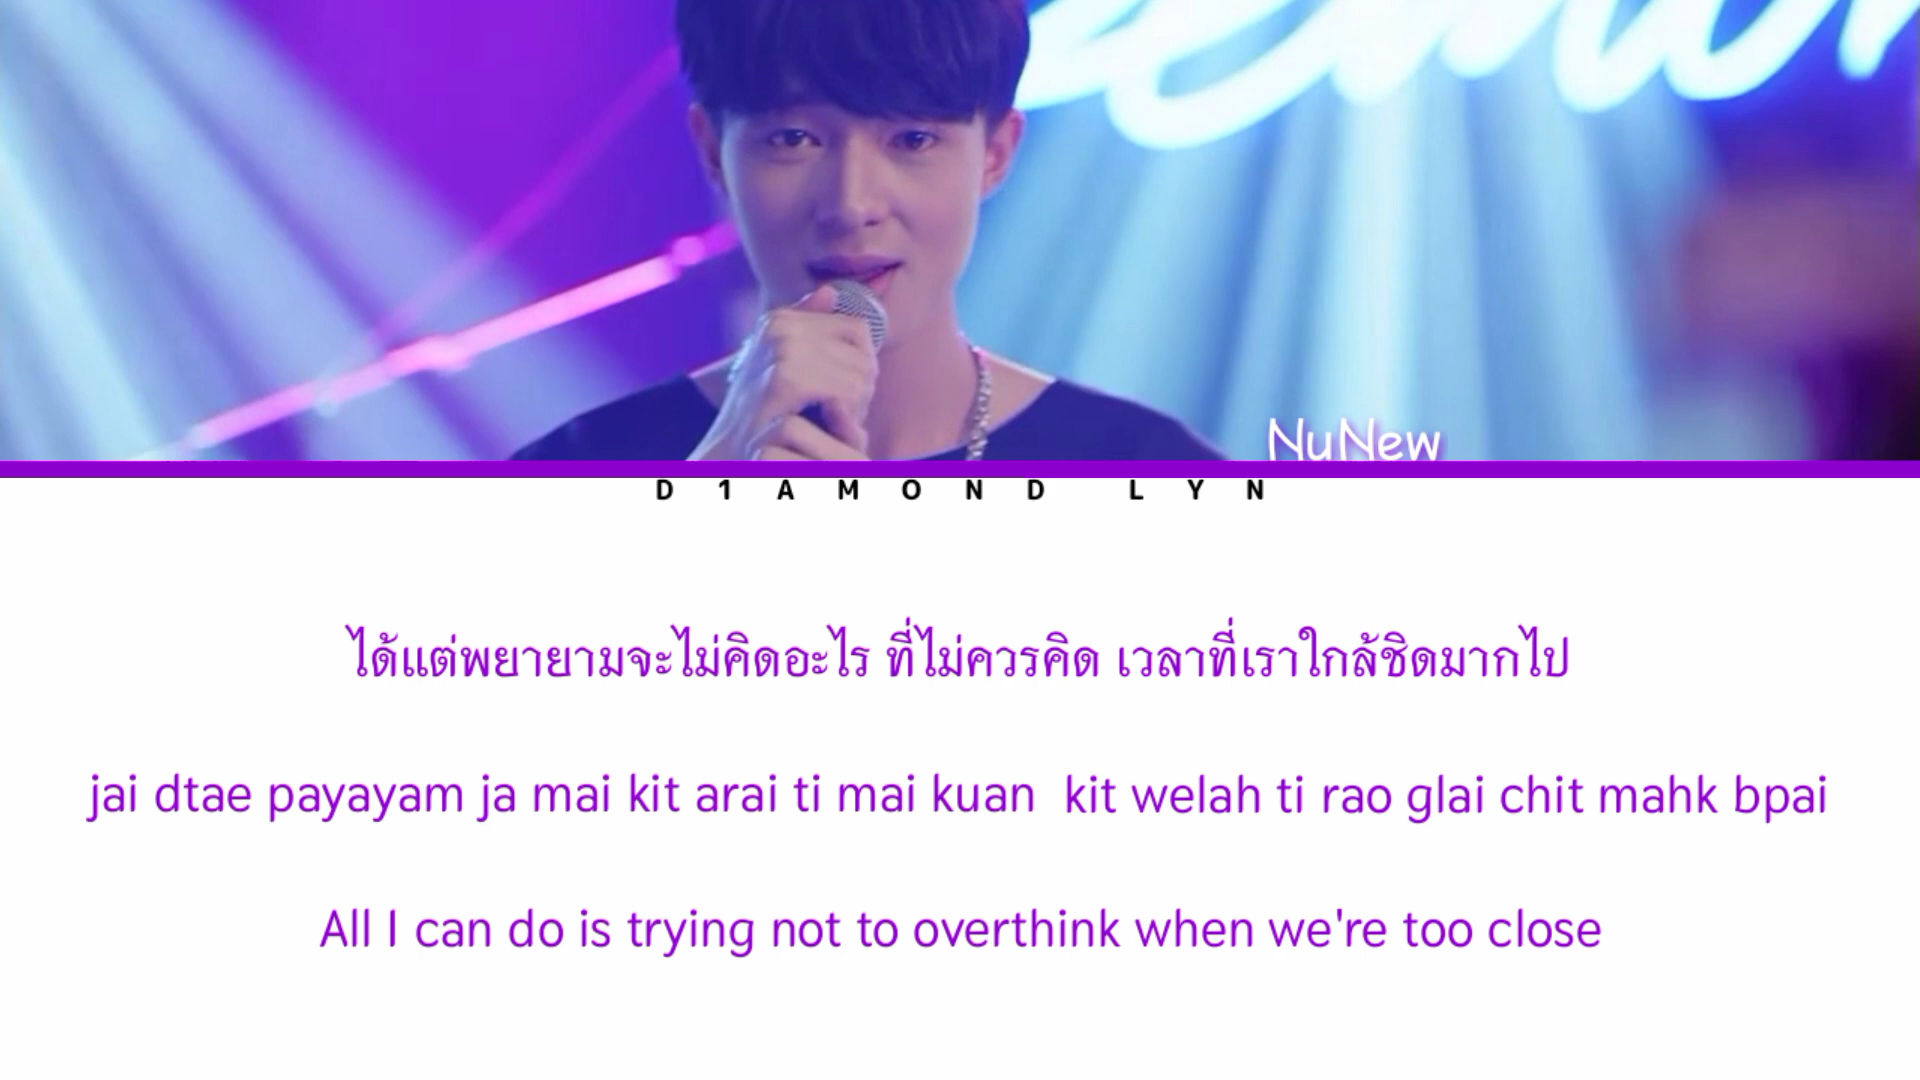 NuNew
D1AMOND LYN
ได้แต่พยายามจะไม่คิดอะไร ที่ไม่ควรคิด เวลาที่เราใกล้ชิดมากไป
jai dtae payayam ja mai kit arai ti mai kuan kit welah ti rao glai chit mahk bpai
All I can do is trying not to overthink when we're too close